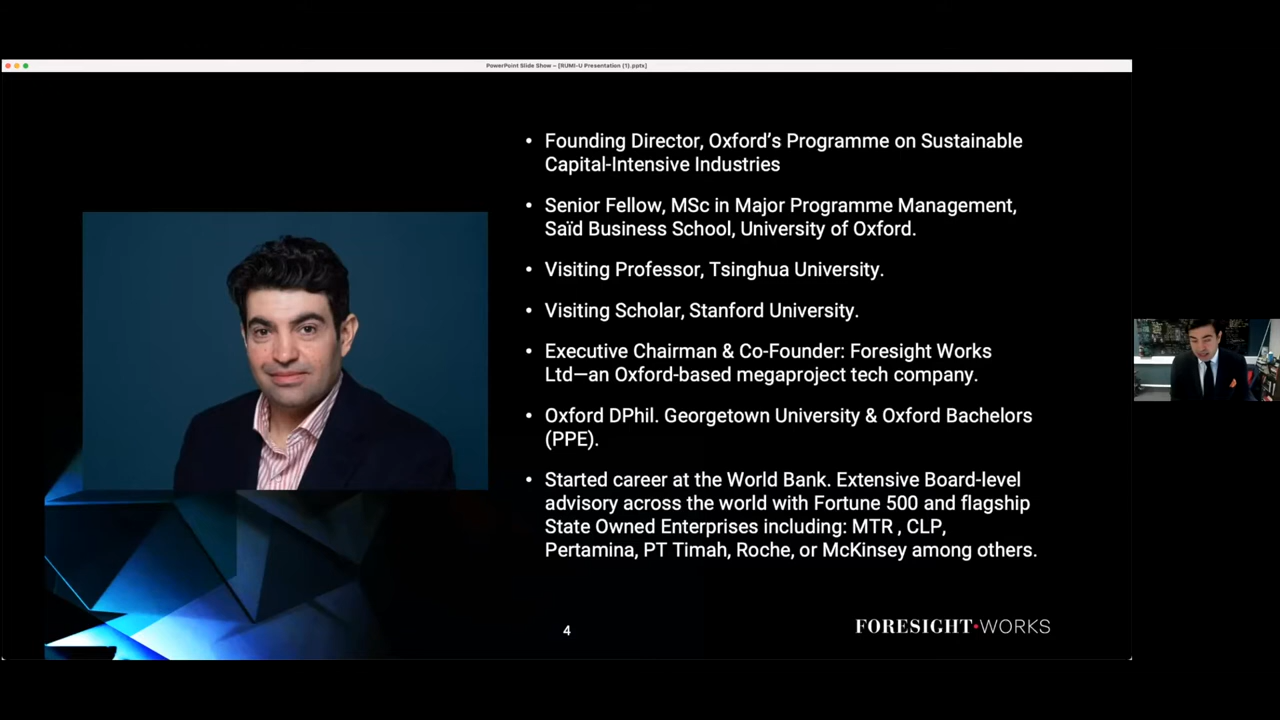 PowerPoint Slide Show – [RUMI-U Presentation (1).pptx]
• Founding Director, Oxford’s Programme on Sustainable
Capital-Intensive Industries
• Senior Fellow, MSc in Major Programme Management,
Saïd Business School, University of Oxford.
• Visiting Professor, Tsinghua University.
• Visiting Scholar, Stanford University.
• Executive Chairman & Co-Founder: Foresight Works
Ltd—an Oxford-based megaproject tech company.
• Oxford DPhil. Georgetown University & Oxford Bachelors
(PPE).
• Started career at the World Bank. Extensive Board-level
advisory across the world with Fortune 500 and flagship
State Owned Enterprises including: MTR , CLP,
Pertamina, PT Timah, Roche, or McKinsey among others.
4
FORESIGHT•WORKS